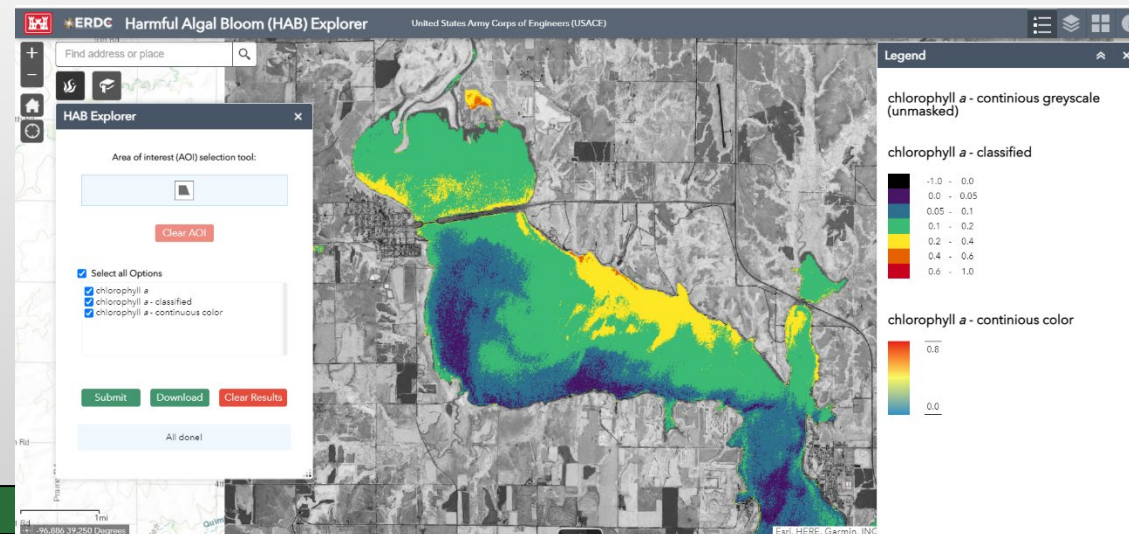 ERDC Harmful Algal Bloom (HAB) Explorer
United States Army Corps of Engineers (USACE)
Find address or place
HAB Explorer
Area of interest (AOI) selection tool:
Clear AOI
Select all Options
chlorophyll a
chlorophyll a - classified
chlorophyll a - continuous color
Submit Download Clear Results
All done!
1mi
-96.886 39.250 Degrees
Esri, HERE, Garmin, INC
Legend
chlorophyll a - continious greyscale
(unmasked)
chlorophyll a - classified
-1.0 - 0.0
0.0 - 0.05
0.05 - 0.1
0.1 - 0.2
0.2 - 0.4
0.4 - 0.6
0.6 - 1.0
chlorophyll a - continious color
0.8
0.0